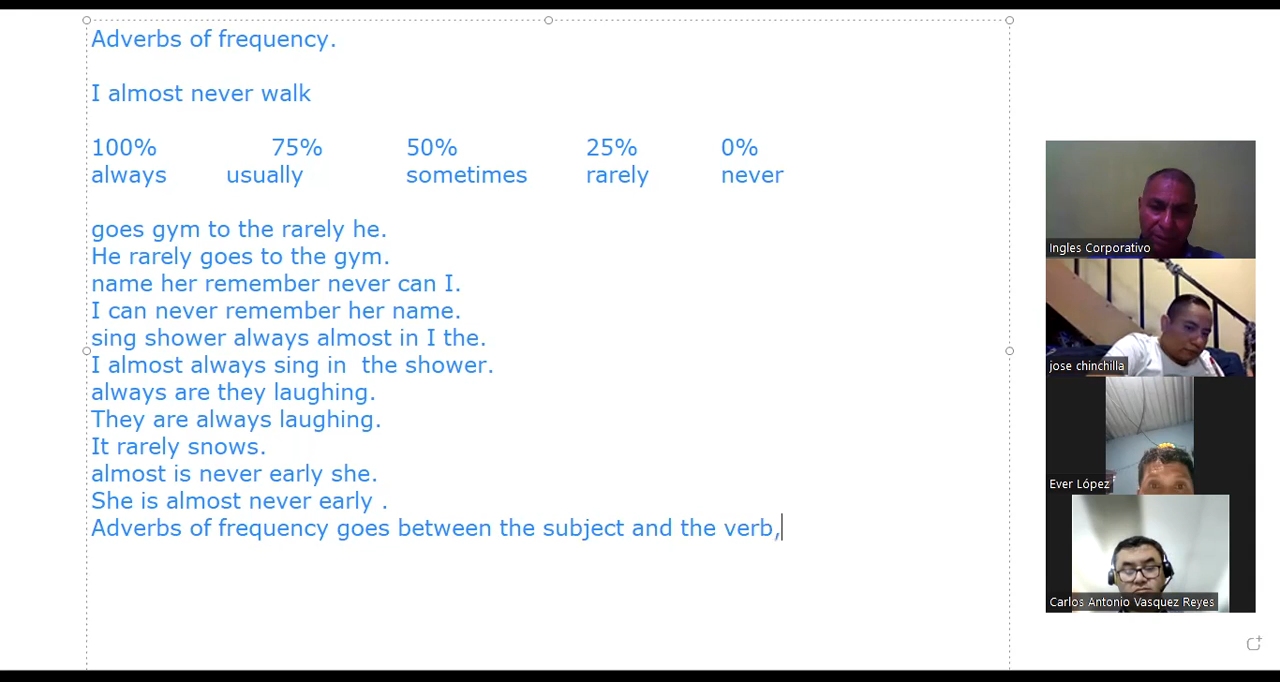 Adverbs of frequency.
I almost never walk
100% 75% 50% 25% 0%
always usually sometimes rarely never
goes gym to the rarely he.
He rarely goes to the gym.
name her remember never can I.
I can never remember her name.
sing shower always almost in I the.
I almost always sing in  the shower.
always are they laughing.
They are always laughing.
It rarely snows.
almost is never early she.
She is almost never early .
Adverbs of frequency goes between the subject and the verb,
Ingles Corporativo
jose chinchilla
Ever López
Carlos Antonio Vasquez Reyes